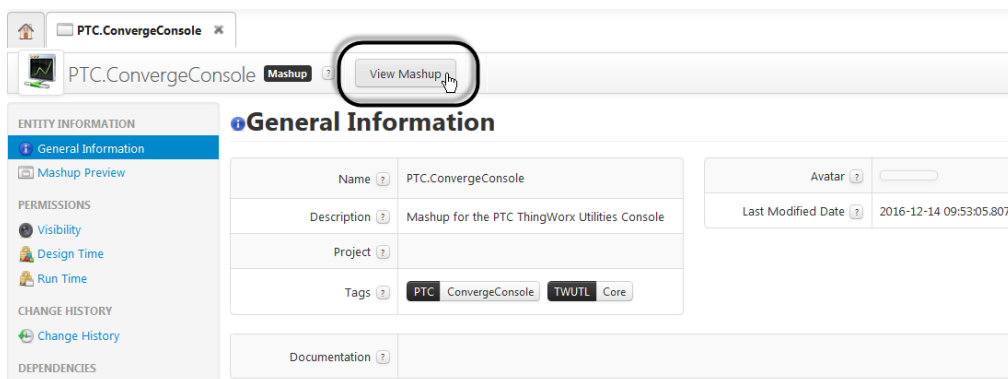 PTC.ConvergeConsole ✖
PTC.ConvergeConsole Mashup ? View Mashup
ENTITY INFORMATION
General Information
Mashup Preview
PERMISSIONS
Visibility
Design Time
Run Time
CHANGE HISTORY
Change History
DEPENDENCIES
General Information
Name ? PTC.ConvergeConsole
Description ? Mashup for the PTC ThingWorx Utilities Console
Project ?
Tags ? PTC ConvergeConsole TWUTL Core
Documentation ?
Avatar ?
Last Modified Date ? 2016-12-14 09:53:05.807